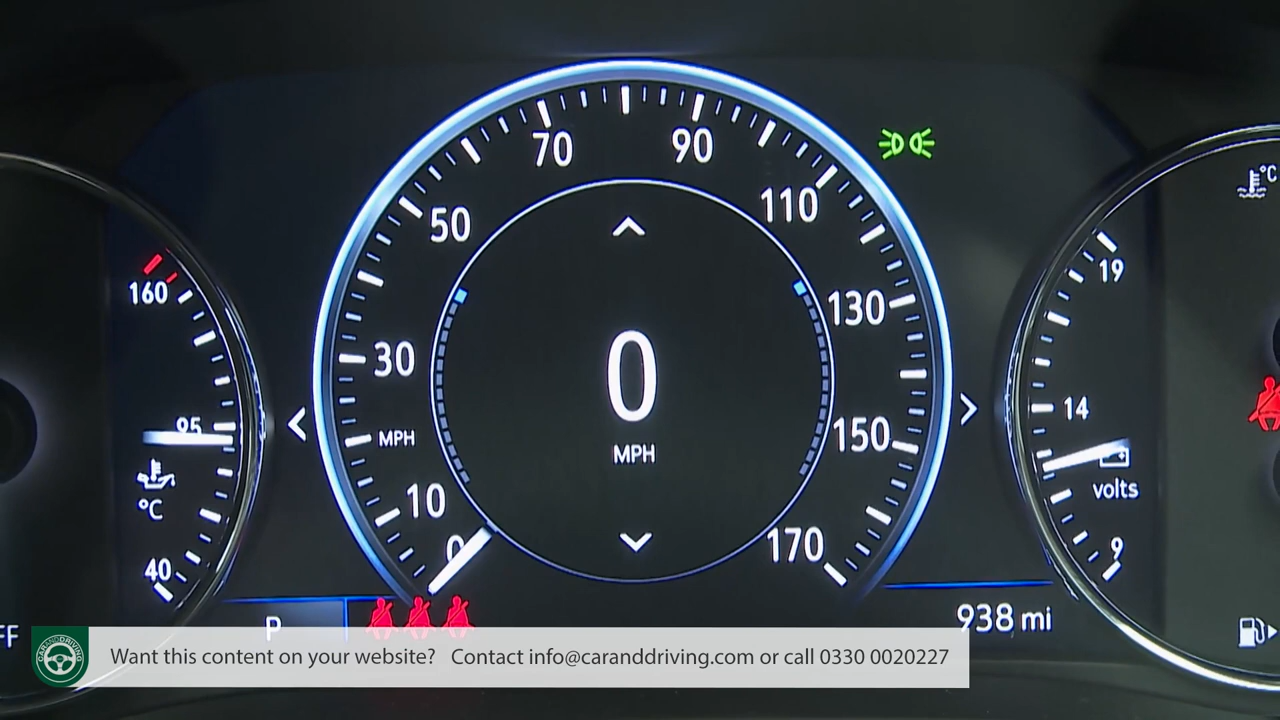 70
90
110
50
160
19
°C
130
30
0
14
95
MPH
150
MPH
volts
°C
10
170
0
9
40
938 mi
P
FF
CARANDDRIVING
Want this content on your website? Contact info@caranddriving.com or call 0330 0020227